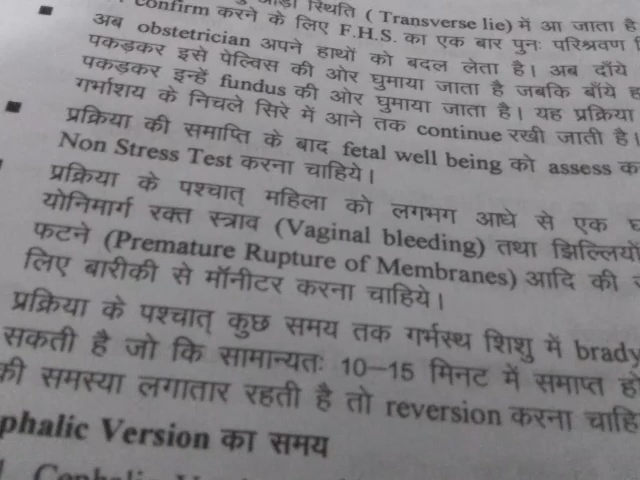 confirm करने के लिए F.H.S. का एक बार पुनः परिश्रवण
स्थिति ( Transverse lie) में आ जाता है
अब obstetrician अपने हाथों को बदल लेता है। अब दाँये
पकड़कर इसे पेल्विस की ओर घुमाया जाता है जबकि बाँये
पकड़कर इन्हें fundus की ओर घुमाया जाता है। यह प्रक्रिया
गर्भाशय के निचले सिरे में आने तक continue रखी जाती है।
प्रक्रिया की समाप्ति के बाद fetal well being को assess
Non Stress Test करना चाहिये।
प्रक्रिया के पश्चात् महिला को लगभग आधे से एक
योनिमार्ग रक्त स्त्राव (Vaginal bleeding) तथा झिल्लियों
फटने (Premature Rupture of Membranes) आदि की
लिए बारीकी से मॉनीटर करना चाहिये।
प्रक्रिया के पश्चात् कुछ समय तक गर्भस्थ शिशु में brady
सकती है जो कि सामान्यतः 10–15 मिनट में समाप्त
की समस्या लगातार रहती है तो reversion करना चाहि
phalic Version का समय